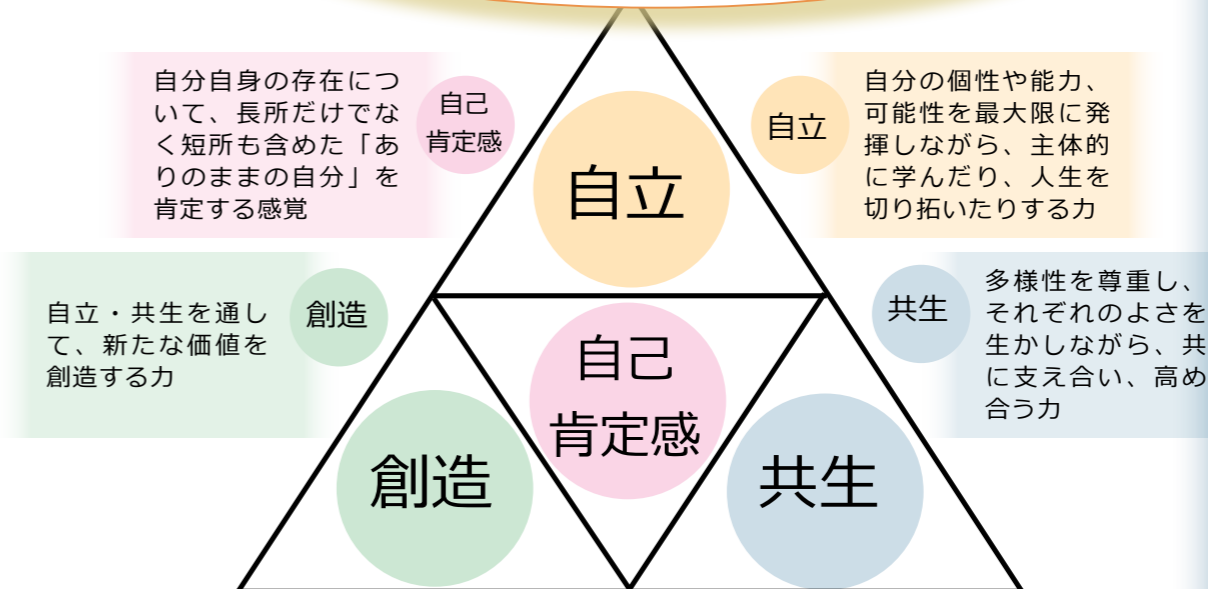 自分自身の存在につ
いて、長所だけでな
く短所も含めた「あ
りのままの自分」を
肯定する感覚
自己
肯定感
自立
自分の個性や能力、
可能性を最大限に発
揮しながら、主体的
に学んだり、人生を
切り拓いたりする力
自立
自立・共生を通し
て、新たな価値を
創造する力
創造
共生
多様性を尊重し、
それぞれのよさを
生かしながら、共
に支え合い、高め
合う力
自己
肯定感
創造
共生